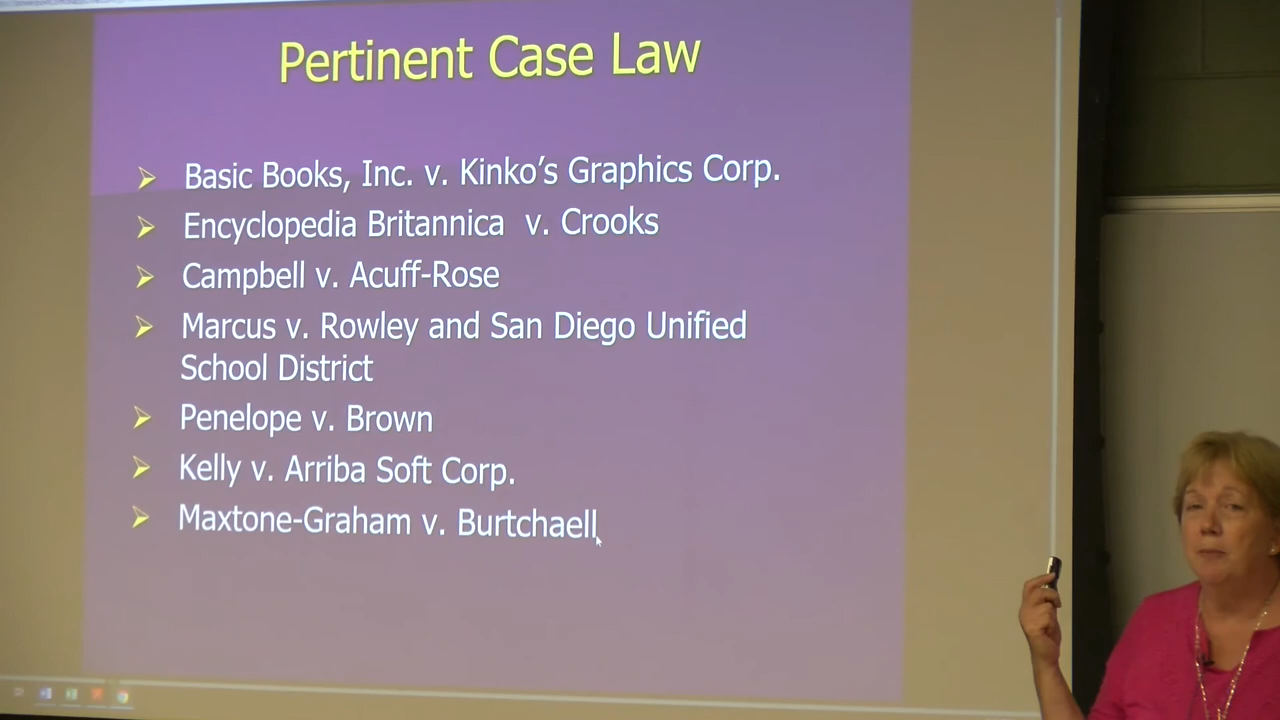 Pertinent Case Law
Basic Books, Inc. v. Kinko's Graphics Corp.
Encyclopedia Britannica v. Crooks
Campbell v. Acuff-Rose
Marcus v. Rowley and San Diego Unified
School District
Penelope v. Brown
Kelly v. Arriba Soft Corp.
Maxtone-Graham v. Burtchaell